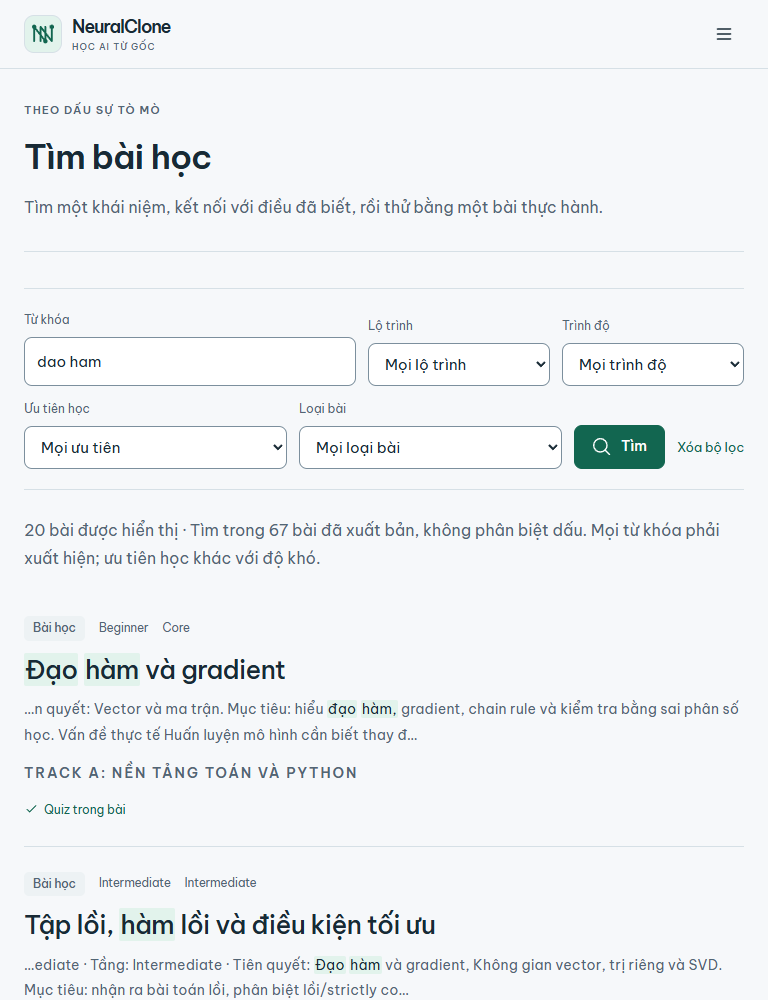 NeuralClone
HỌC AI TỪ GỐC
THEO DẤU SỰ TÒ MÒ
Tìm bài học
Tìm một khái niệm, kết nối với điều đã biết, rồi thử bằng một bài thực hành.
Từ khóa
Lộ trình
Trình độ
dao ham
Mọi lộ trình
Mọi trình độ
Ưu tiên học
Loại bài
Mọi ưu tiên
Mọi loại bài
Tìm
Xóa bộ lọc
20 bài được hiển thị · Tìm trong 67 bài đã xuất bản, không phân biệt dấu. Mọi từ khóa phải
xuất hiện; ưu tiên học khác với độ khó.
Bài học Beginner Core
Đạo hàm và gradient
…n quyết: Vector và ma trận. Mục tiêu: hiểu đạo hàm, gradient, chain rule và kiểm tra bằng sai phân số
học. Vấn đề thực tế Huấn luyện mô hình cần biết thay đ…
TRACK A: NỀN TẢNG TOÁN VÀ PYTHON
Quiz trong bài
Bài học Intermediate Intermediate
Tập lồi, hàm lồi và điều kiện tối ưu
…ediate · Tầng: Intermediate · Tiên quyết: Đạo hàm và gradient, Không gian vector, trị riêng và SVD.
Mục tiêu: nhận ra bài toán lồi, phân biệt lồi/strictly co…